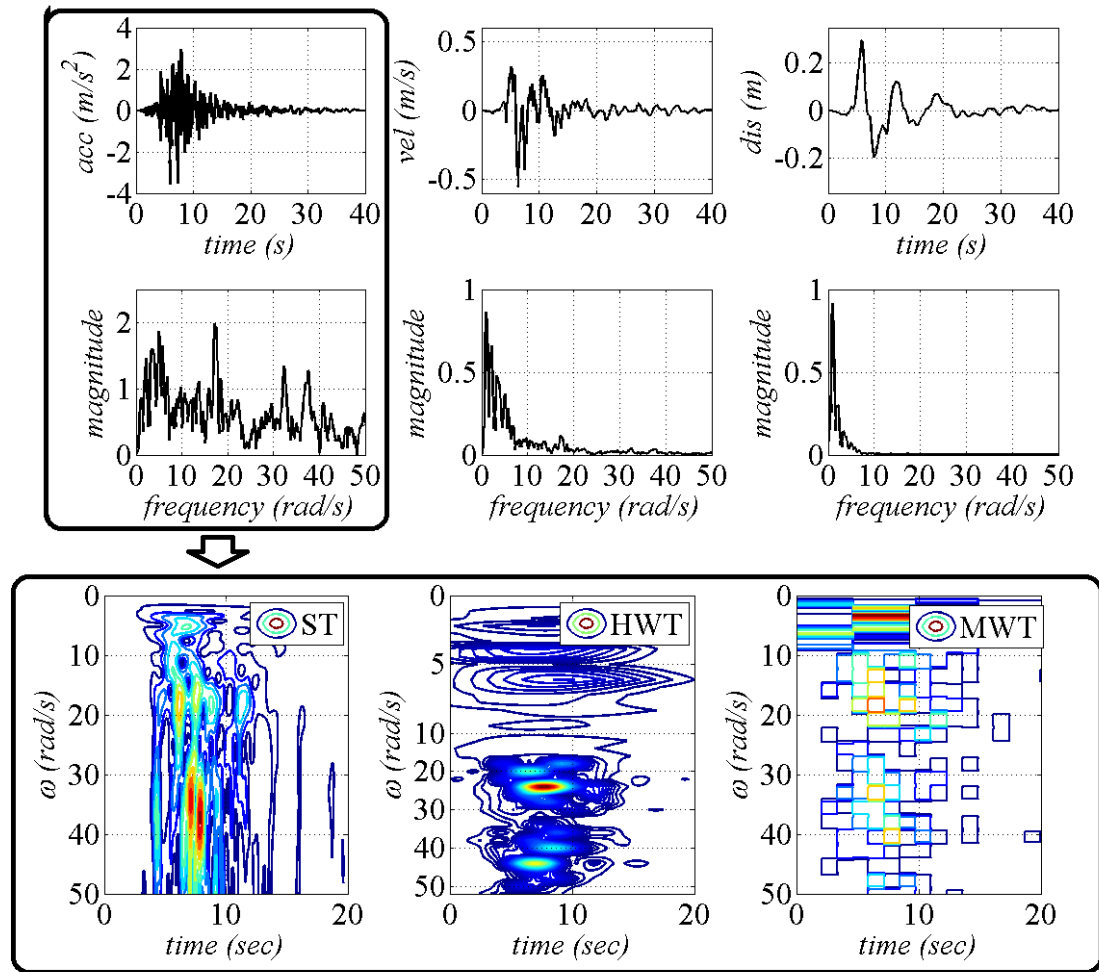 4
2
0
-2
-4
acc (m/s²)
0 10 20 30 40
time (s)
0.5
0
-0.5
vel (m/s)
0 10 20 30 40
0.2
0
-0.2
dis (m)
0 10 20 30 40
time (s)
2
1
0
magnitude
0 10 20 30 40 50
frequency (rad/s)
1
0.5
0
magnitude
0 10 20 30 40 50
frequency (rad/s)
1
0.5
0
magnitude
0 10 20 30 40 50
frequency (rad/s)
ST
0
10
20
30
40
50
ω (rad/s)
0 20
time (sec)
HWT
0
5
10
20
30
40
50
ω (rad/s)
0 10 20
time (sec)
MWT
0
10
20
30
40
50
ω (rad/s)
0 10 20
time (sec)